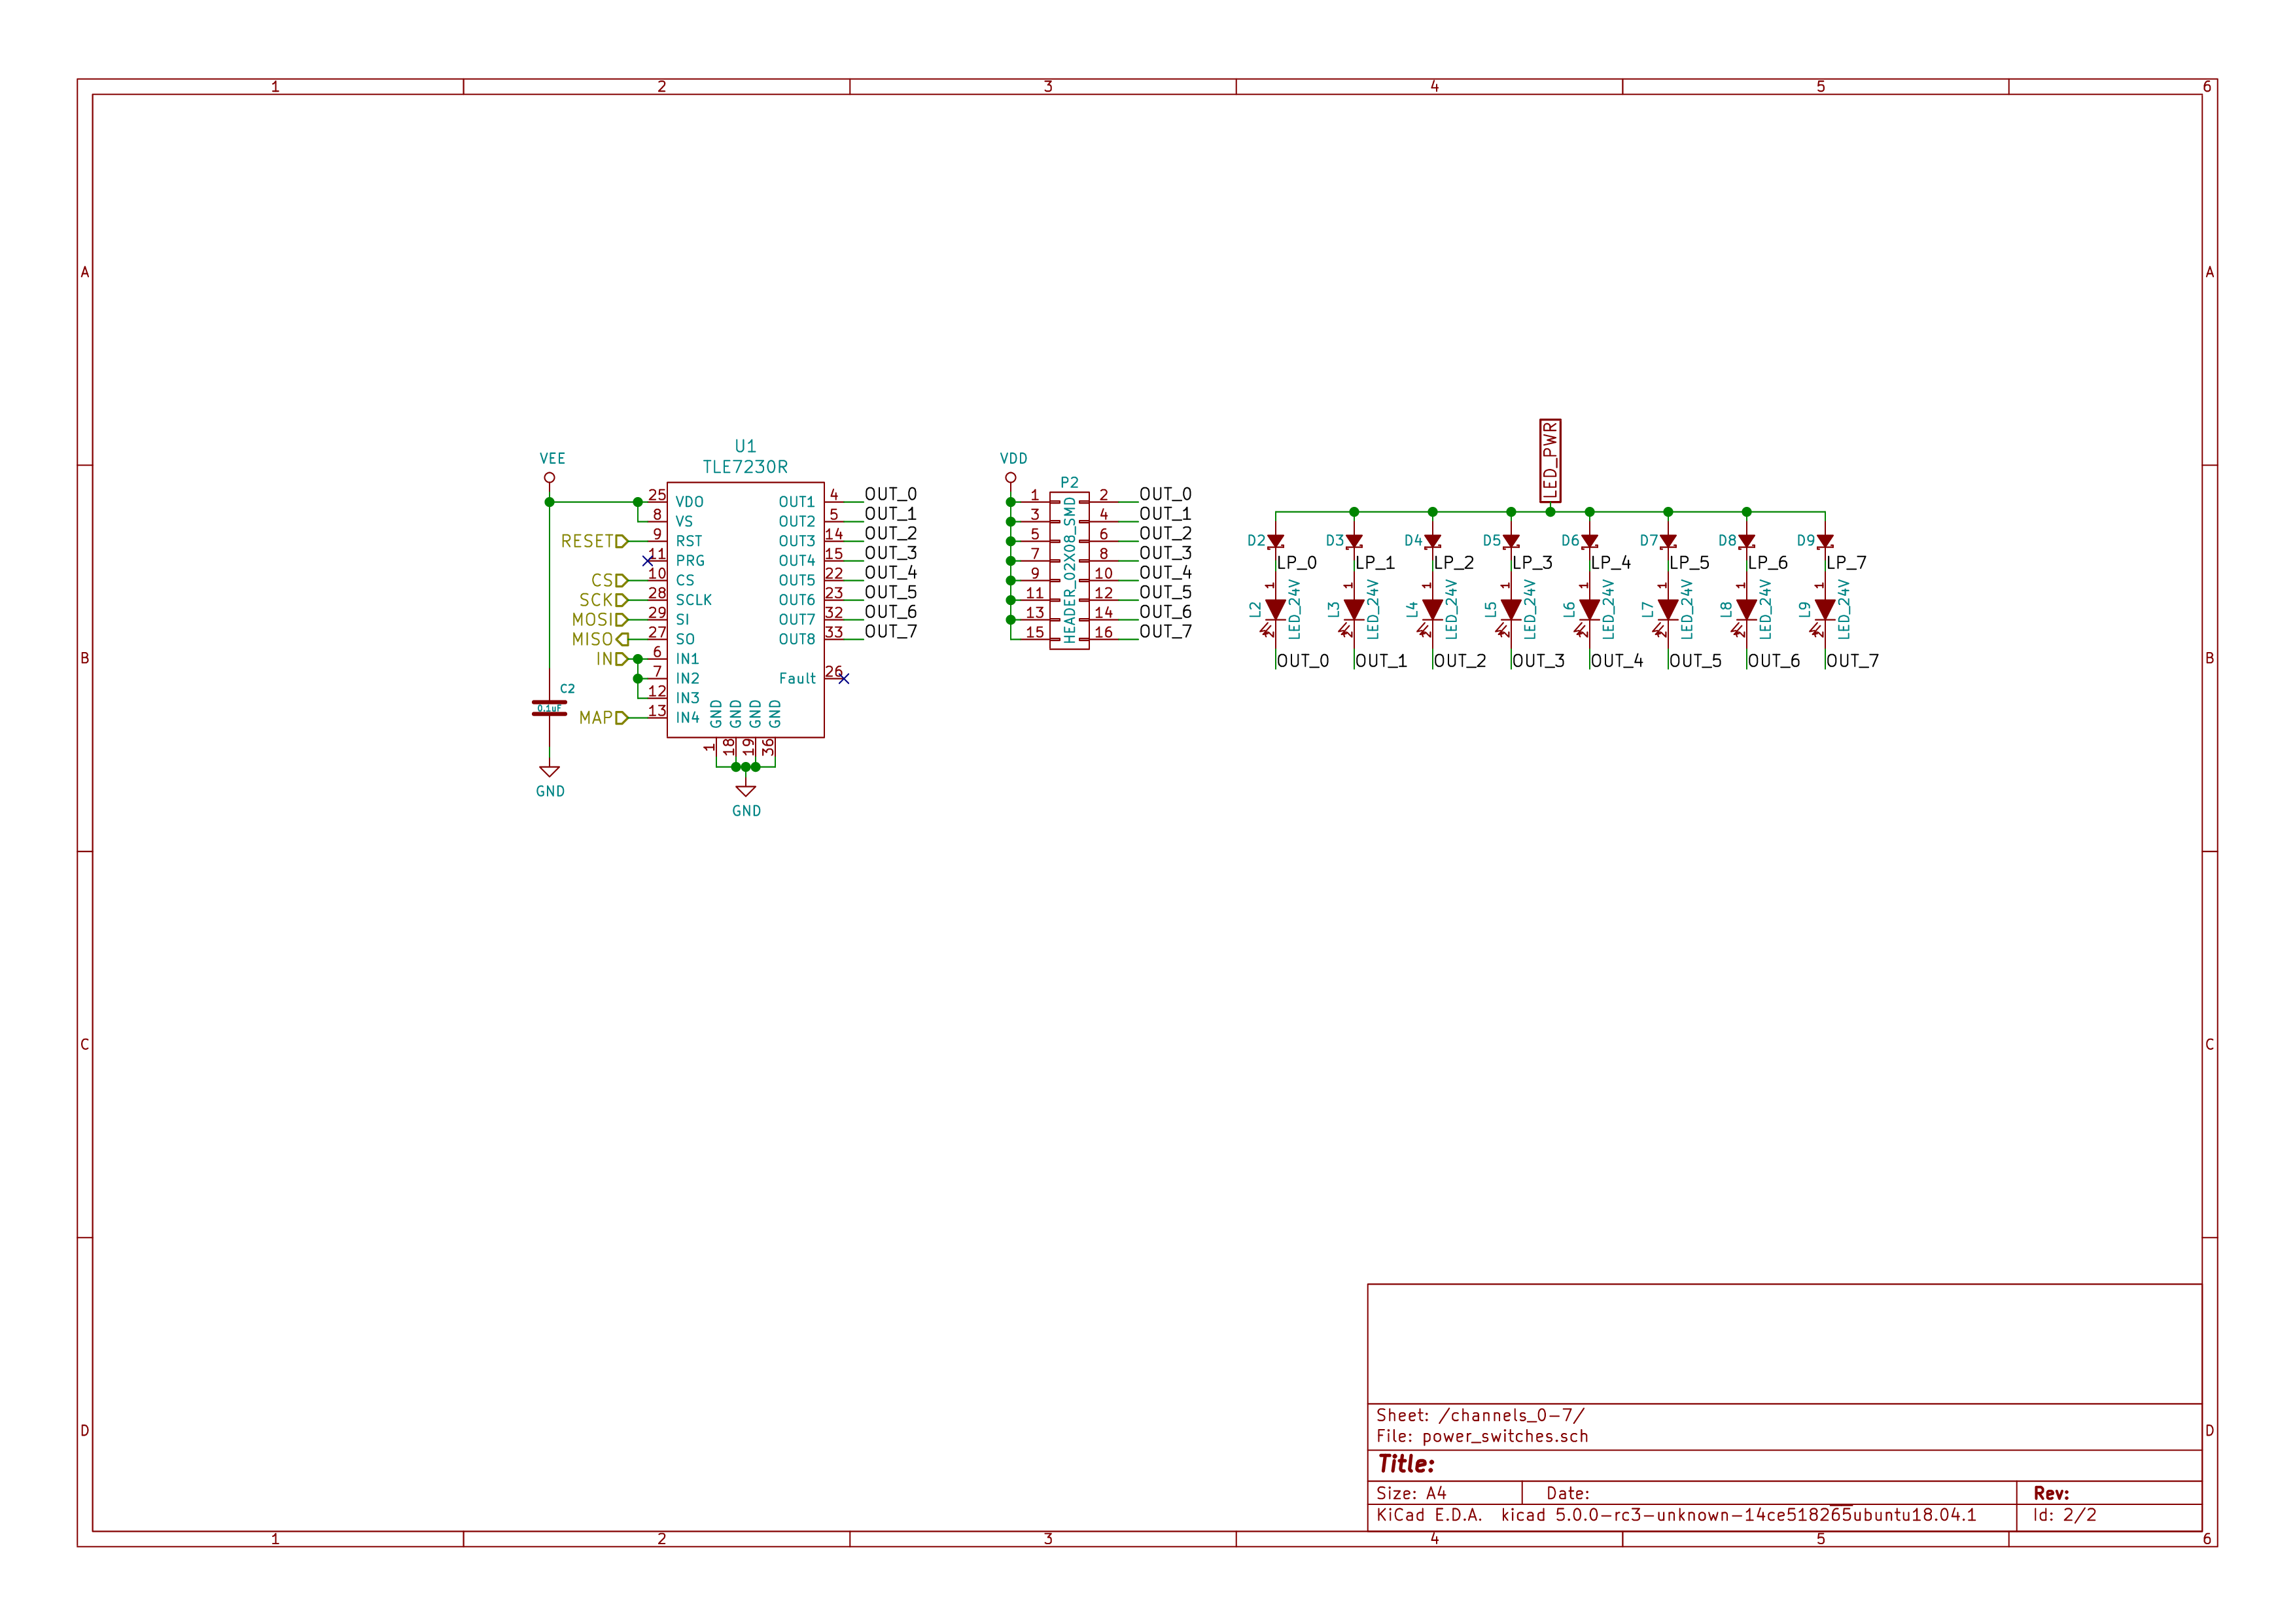 1 2 3 4 5 6
A A
B B
C C
D D
1 2 3 4 5 6
U1
TLE7230R
VEE
25 VDO
8 VS
RESET 9 RST
11 PRG
CS 10 CS
SCK 28 SCLK
MOSI 29 SI
MISO 27 SO
IN 6 IN1
7 IN2
12 IN3
MAP 13 IN4
OUT1 4 OUT_0
OUT2 5 OUT_1
OUT3 14 OUT_2
OUT4 15 OUT_3
OUT5 22 OUT_4
OUT6 23 OUT_5
OUT7 32 OUT_6
OUT8 33 OUT_7
Fault 26
GND GND GND GND
1 18 19 36
GND
C2
0.1uF
GND
VDD
P2
HEADER_02X08_SMD
1 2 OUT_0
3 4 OUT_1
5 6 OUT_2
7 8 OUT_3
9 10 OUT_4
11 12 OUT_5
13 14 OUT_6
15 16 OUT_7
LED_PWR
D2 D3 D4 D5 D6 D7 D8 D9
LP_0 LP_1 LP_2 LP_3 LP_4 LP_5 LP_6 LP_7
1 1 1 1 1 1 1 1
L2 LED_24V L3 LED_24V L4 LED_24V L5 LED_24V L6 LED_24V L7 LED_24V L8 LED_24V L9 LED_24V
2 2 2 2 2 2 2 2
OUT_0 OUT_1 OUT_2 OUT_3 OUT_4 OUT_5 OUT_6 OUT_7
Sheet: /channels_0-7/
File: power_switches.sch
Title:
Size: A4 Date: Rev:
KiCad E.D.A. kicad 5.0.0-rc3-unknown-14ce518265ubuntu18.04.1 Id: 2/2